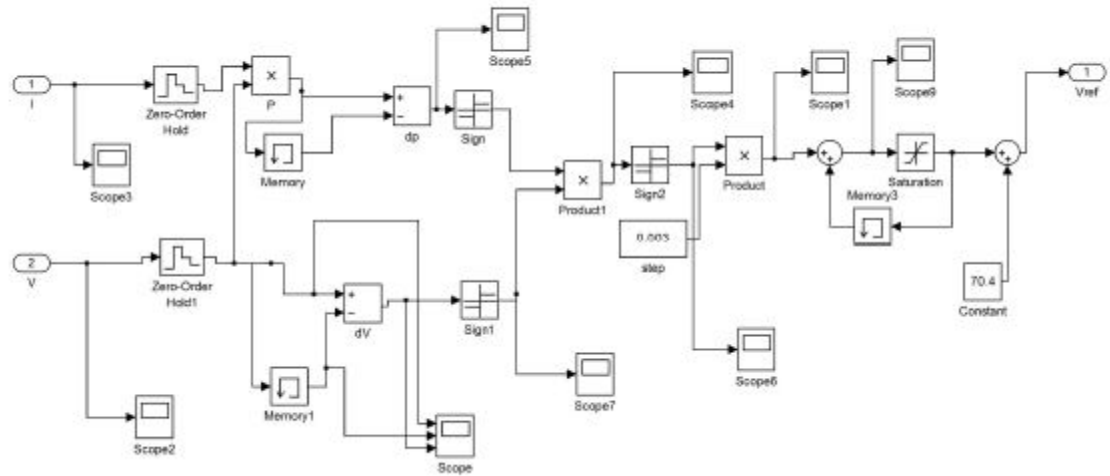 Scope5
1
I
Zero-Order
Hold
×
P
+
−
dp
Sign
Scope4
Scope1
Scope9
1
Vref
Memory
Scope3
×
Product1
Sign2
×
Product
+
+
Saturation
+
+
Memory3
2
V
Zero-Order
Hold1
0.003
step
+
−
dV
Sign1
70.4
Constant
Memory1
Scope7
Scope6
Scope2
Scope